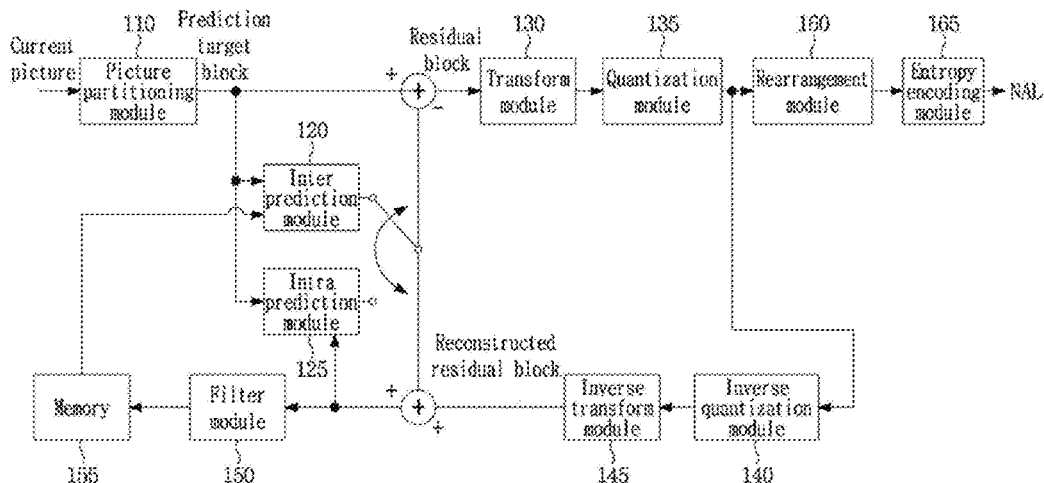 110
Prediction
target
block
Current
picture
Picture
partitioning
module
+
+
-
Residual
block
130
Transform
module
135
Quantization
module
160
Rearrangement
module
165
Entropy
encoding
module
NAL
120
Inter
prediction
module
Intra
prediction
module
125
Reconstructed
residual block
+
+
+
Memory
155
Filter
module
150
Inverse
transform
module
145
Inverse
quantization
module
140